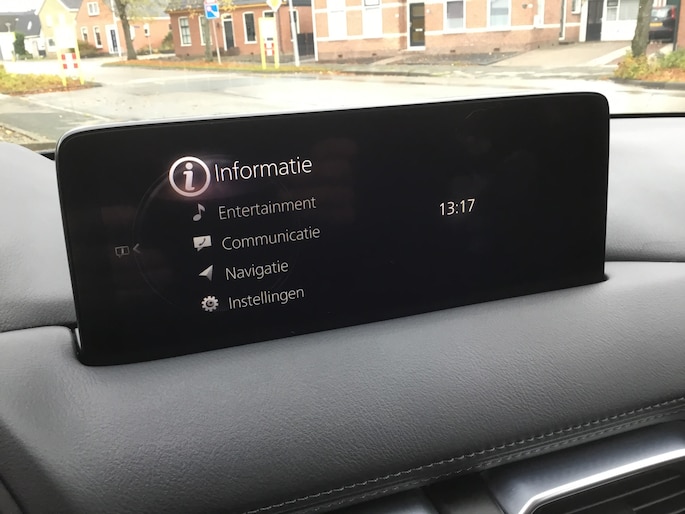 Informatie
Entertainment
13:17
Communicatie
Navigatie
Instellingen